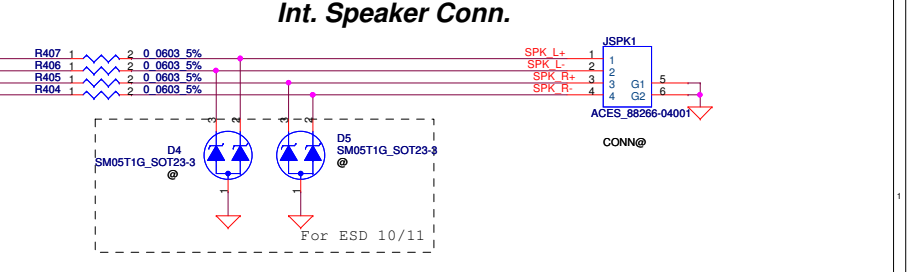 Int. Speaker Conn.
JSPK1
R407 1 2 0_0603_5% SPK_L+ 1 1
R406 1 2 0_0603_5% SPK_L- 2 2
R405 1 2 0_0603_5% SPK_R+ 3 3 G1 5
R404 1 2 0_0603_5% SPK_R- 4 4 G2 6
ACES_88266-04001
CONN@
3 2 3 2
D4
SM05T1G_SOT23-3
@
D5
SM05T1G_SOT23-3
@
1 1
For ESD 10/11
1